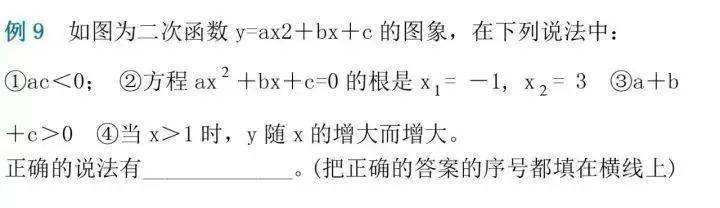 例9 如图为二次函数 y=ax2+bx+c 的图象，在下列说法中：
①ac＜0； ②方程 ax²+bx+c=0 的根是 x₁= －1, x₂= 3 ③a+b
+c＞0 ④当 x＞1 时，y 随 x 的增大而增大。
正确的说法有____________。(把正确的答案的序号都填在横线上)